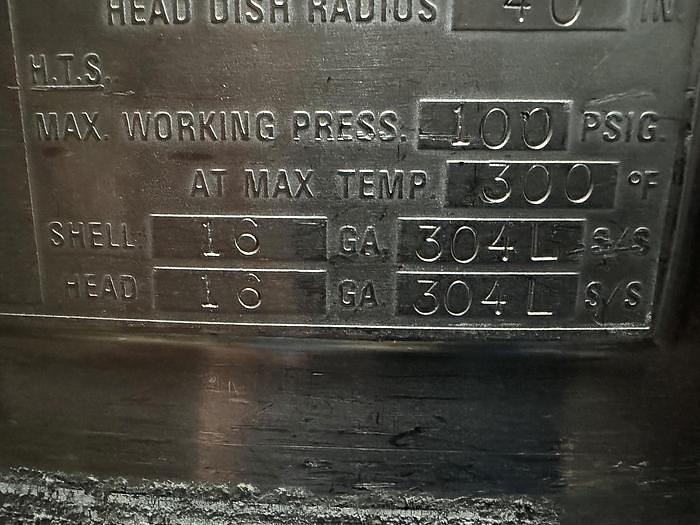 HEAD DISH RADIUS 40 IN.
H.T.S.
MAX. WORKING PRESS. 100 PSIG.
AT MAX TEMP. 300 °F
SHELL 16 GA. 304L S/S
HEAD 16 GA. 304L S/S